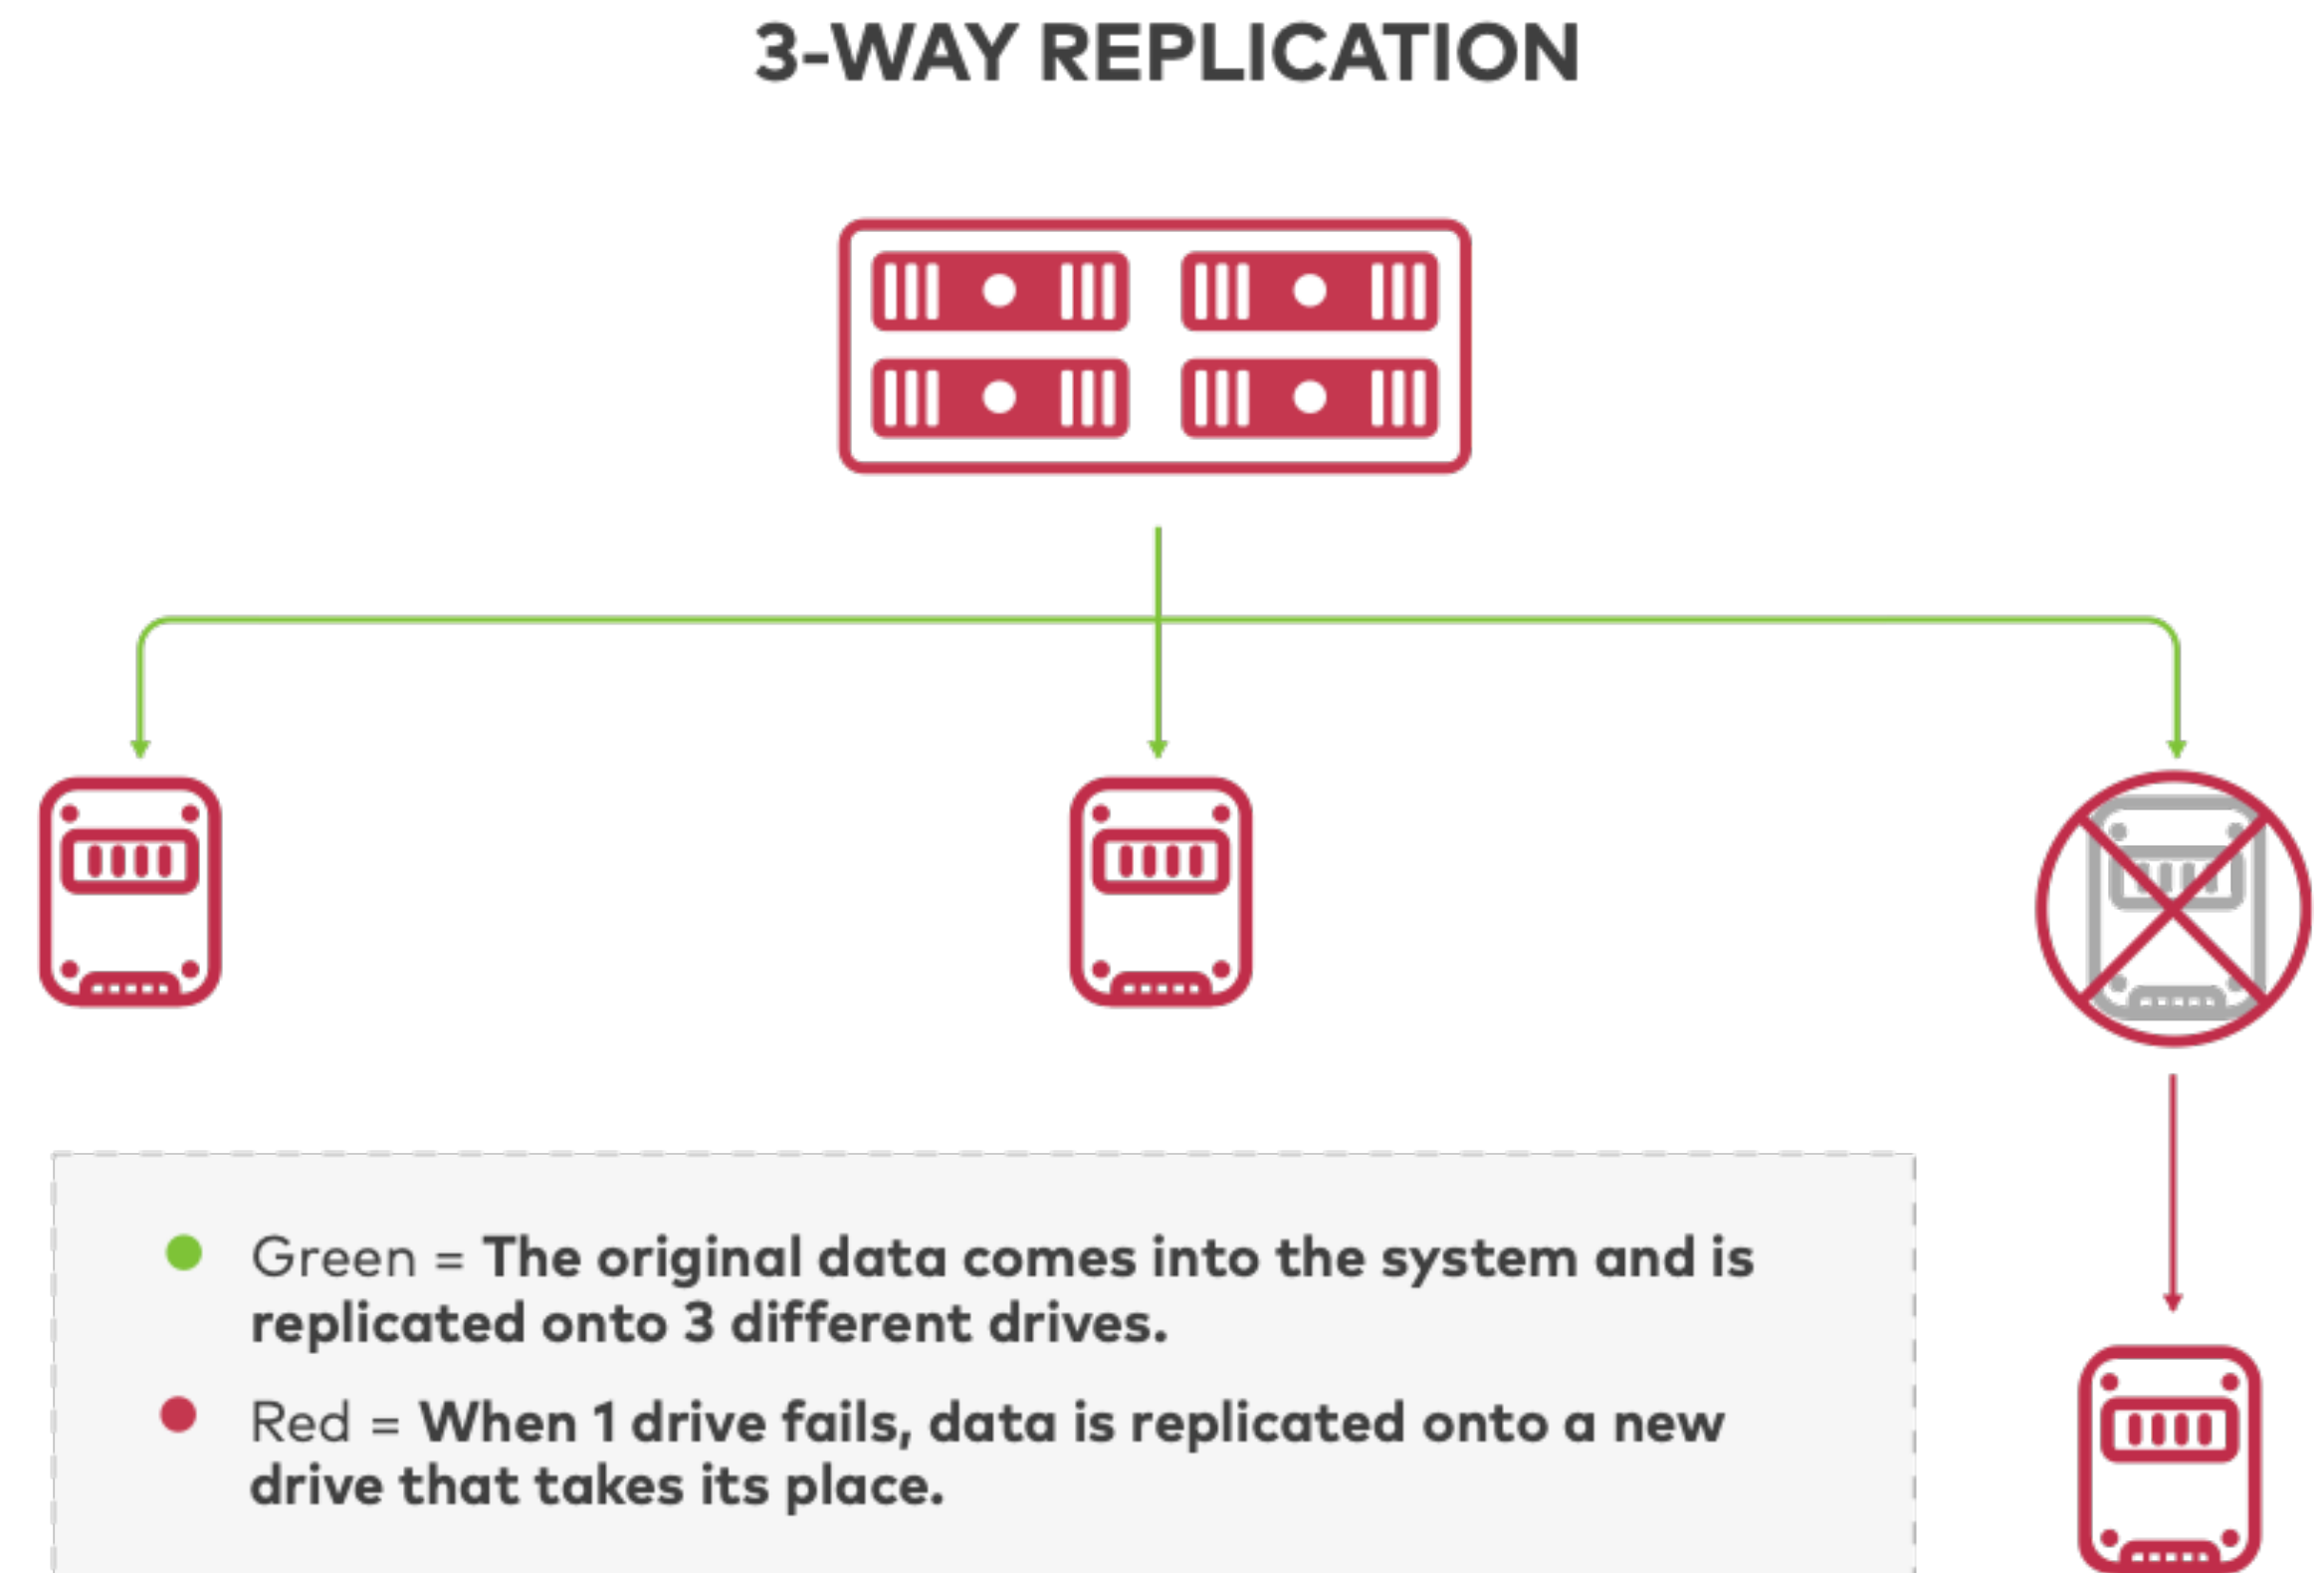 3-WAY REPLICATION
Green = The original data comes into the system and is
replicated onto 3 different drives.
Red = When 1 drive fails, data is replicated onto a new
drive that takes its place.